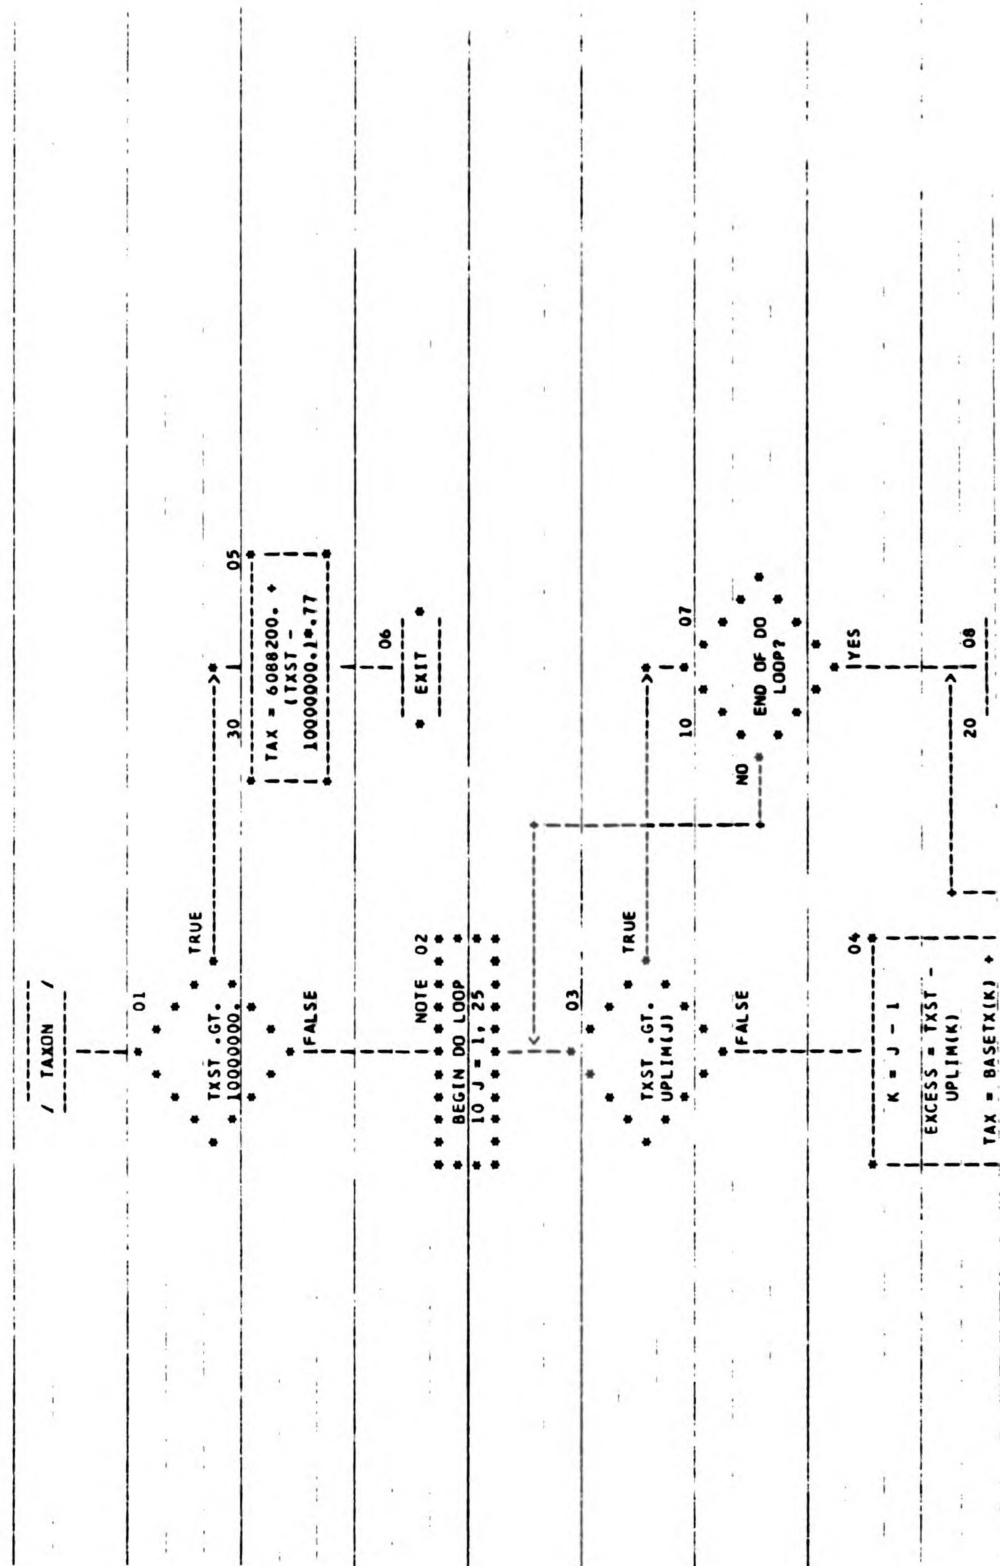 / TAXON /
01
TXST .GT.
10000000.
TRUE
FALSE
30 05
TAX = 6088200. +
(TXST -
10000000.)*.77
06
* EXIT *
NOTE 02
BEGIN DO LOOP
10 J = 1, 25
03
TXST .GT.
UPLIM(J)
TRUE
FALSE
10 07
END OF DO
LOOP?
NO
YES
04
K = J - 1
EXCESS = TXST -
UPLIM(K)
TAX = BASETX(K) +
20 08